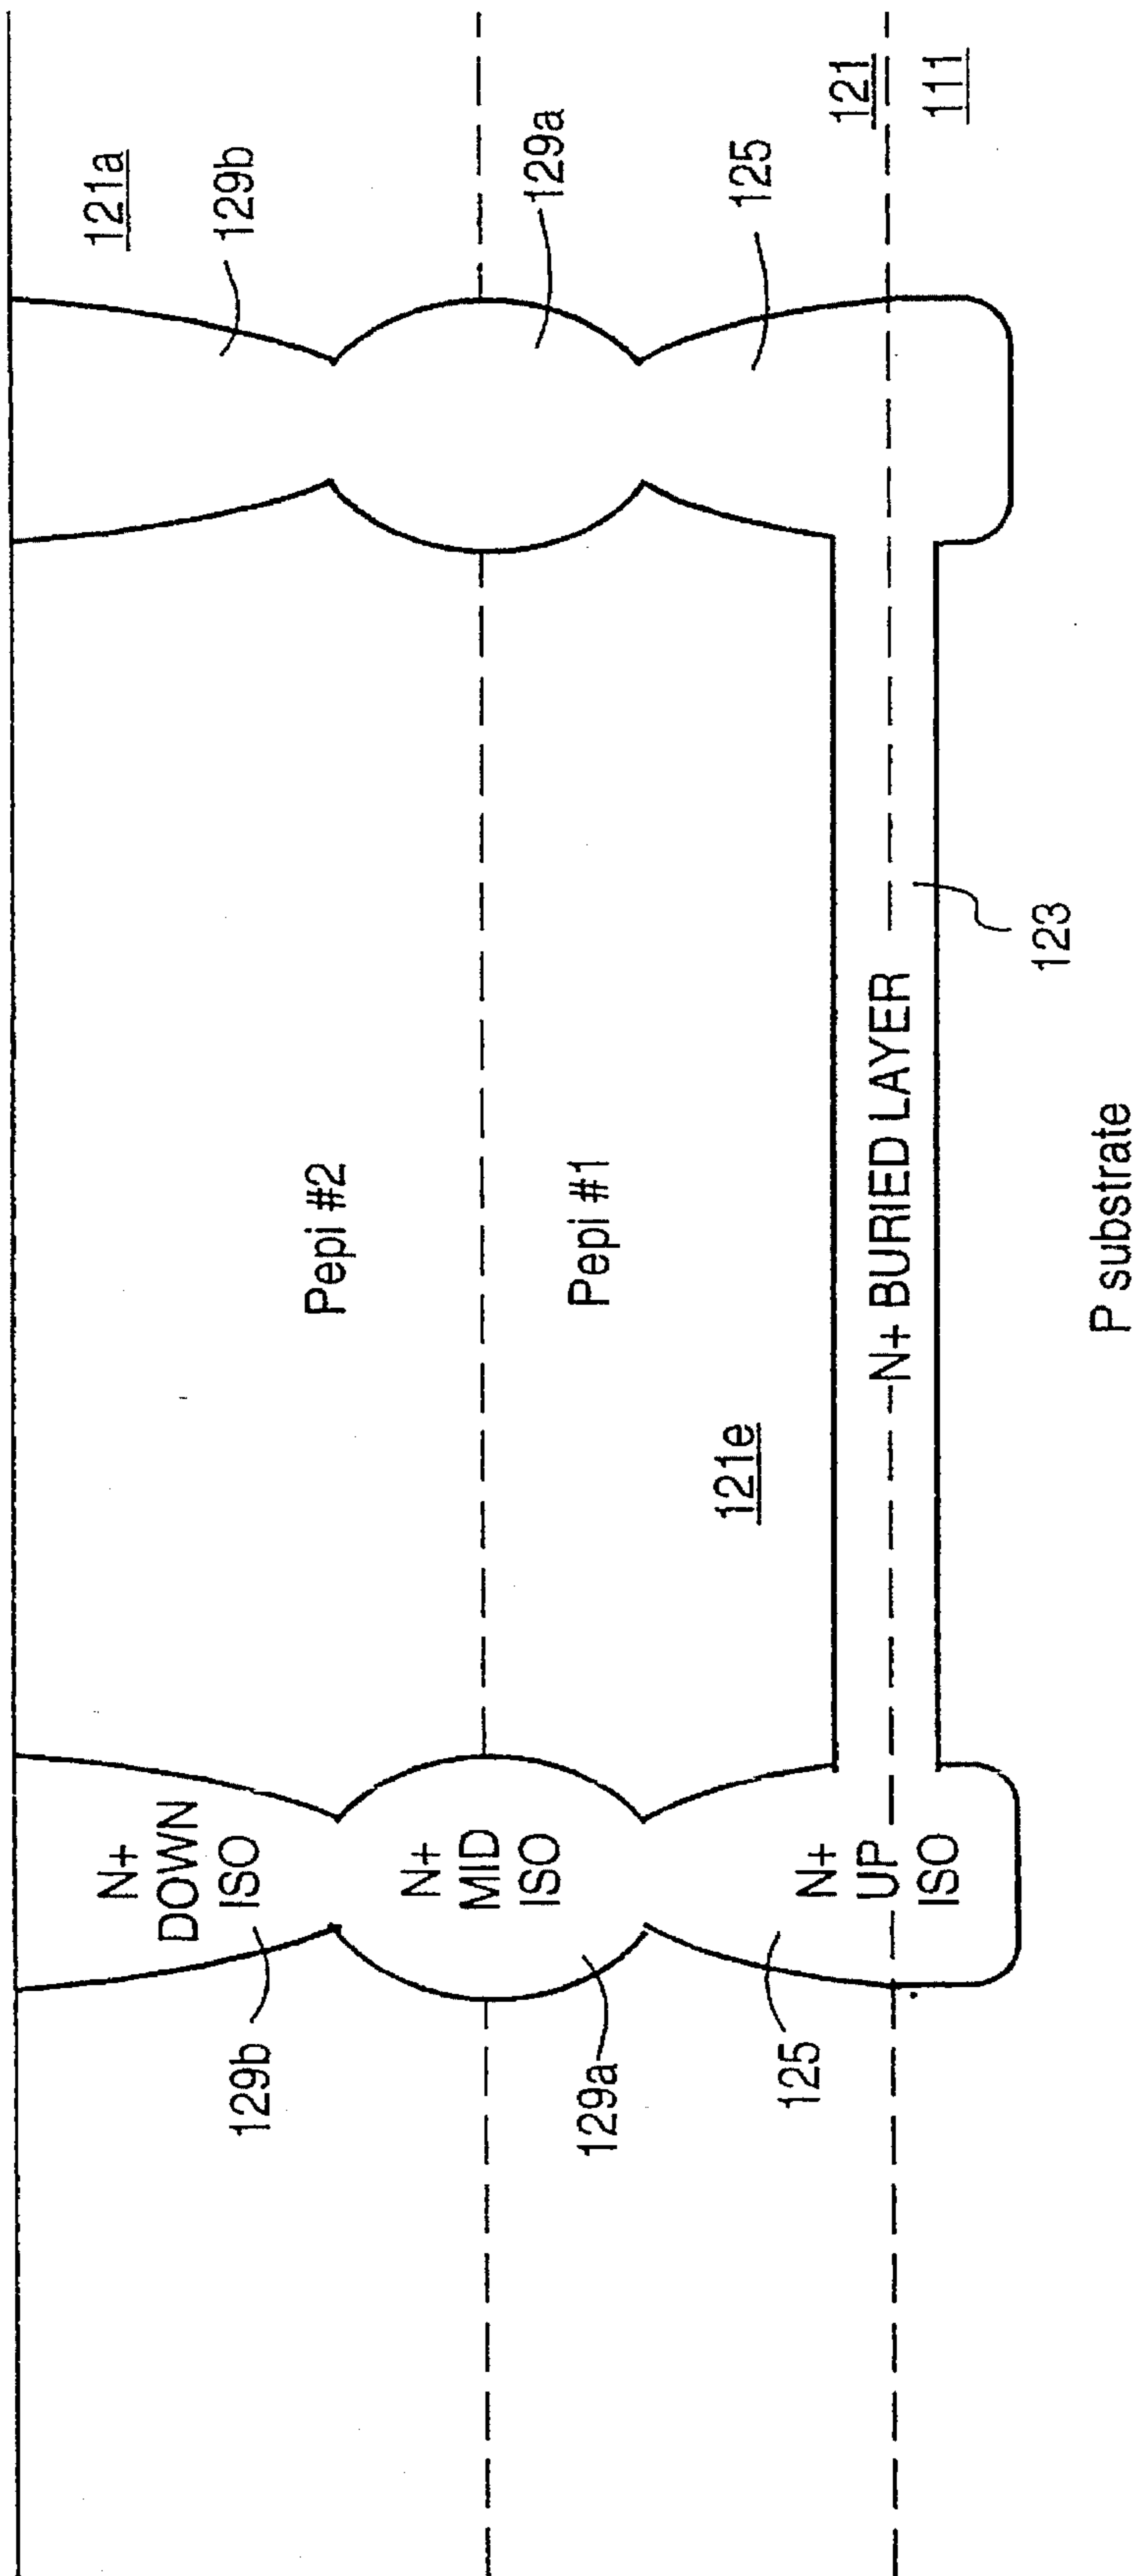 121a
129b
129a
121
125
111
Pepi #2
Pepi #1
N+
DOWN
ISO
N+
MID
ISO
121e
N+ BURIED LAYER
123
N+
UP
ISO
129b
129a
125
P substrate